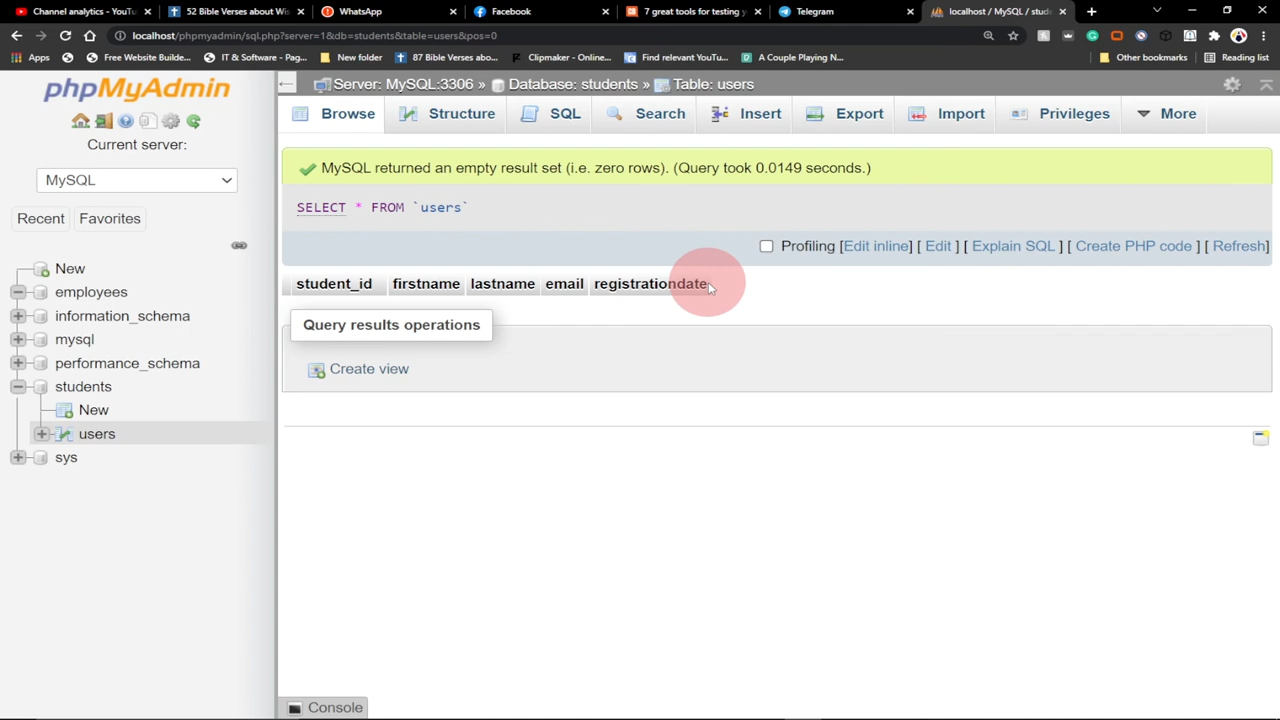 Channel analytics - YouTu
52 Bible Verses about Wis
WhatsApp
Facebook
7 great tools for testing y
Telegram
localhost / MySQL / stude
localhost/phpmyadmin/sql.php?server=1&db=students&table=users&pos=0
Apps
Free Website Builde...
IT & Software - Pag...
New folder
87 Bible Verses abo...
Clipmaker - Online...
Find relevant YouTu...
A Couple Playing N...
Other bookmarks
Reading list
phpMyAdmin
Current server:
MySQL
Recent
Favorites
New
employees
information_schema
mysql
performance_schema
students
New
users
sys
Server: MySQL:3306 » Database: students » Table: users
Browse
Structure
SQL
Search
Insert
Export
Import
Privileges
More
MySQL returned an empty result set (i.e. zero rows). (Query took 0.0149 seconds.)
SELECT * FROM `users`
Profiling [Edit inline] [ Edit ] [ Explain SQL ] [ Create PHP code ] [ Refresh]
student_id firstname lastname email registrationdate
Query results operations
Create view
Console